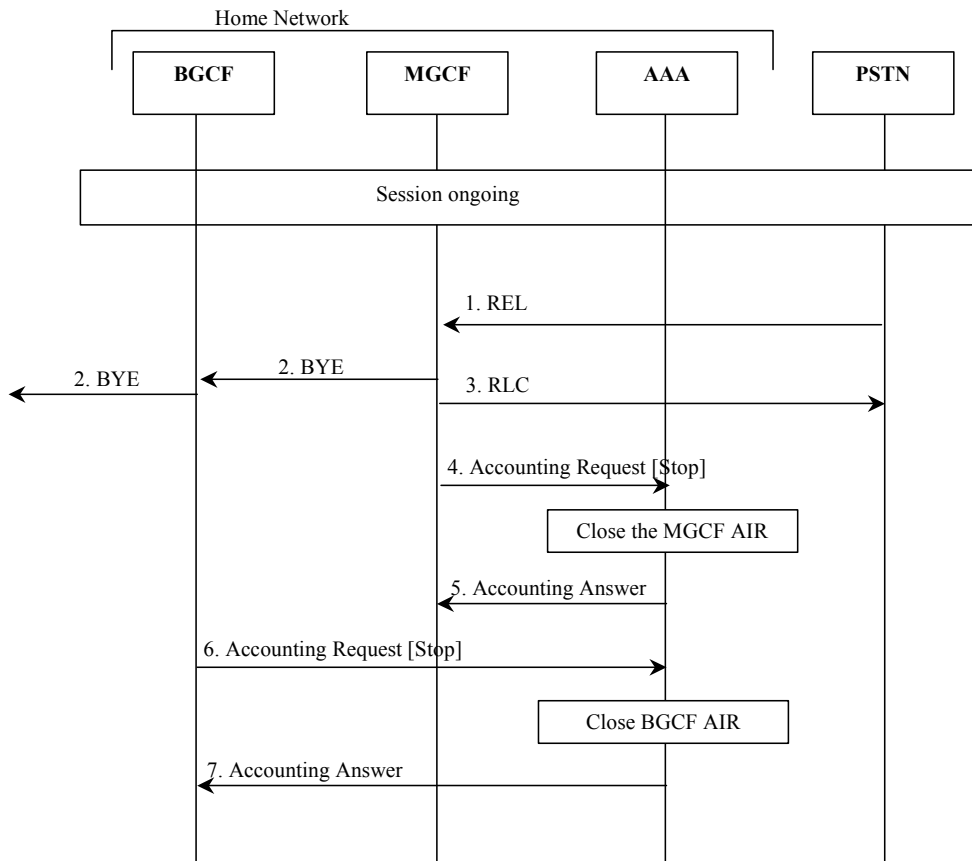 Home Network
BGCF
MGCF
AAA
PSTN
Session ongoing
1. REL
2. BYE
2. BYE
3. RLC
4. Accounting Request [Stop]
Close the MGCF AIR
5. Accounting Answer
6. Accounting Request [Stop]
Close BGCF AIR
7. Accounting Answer